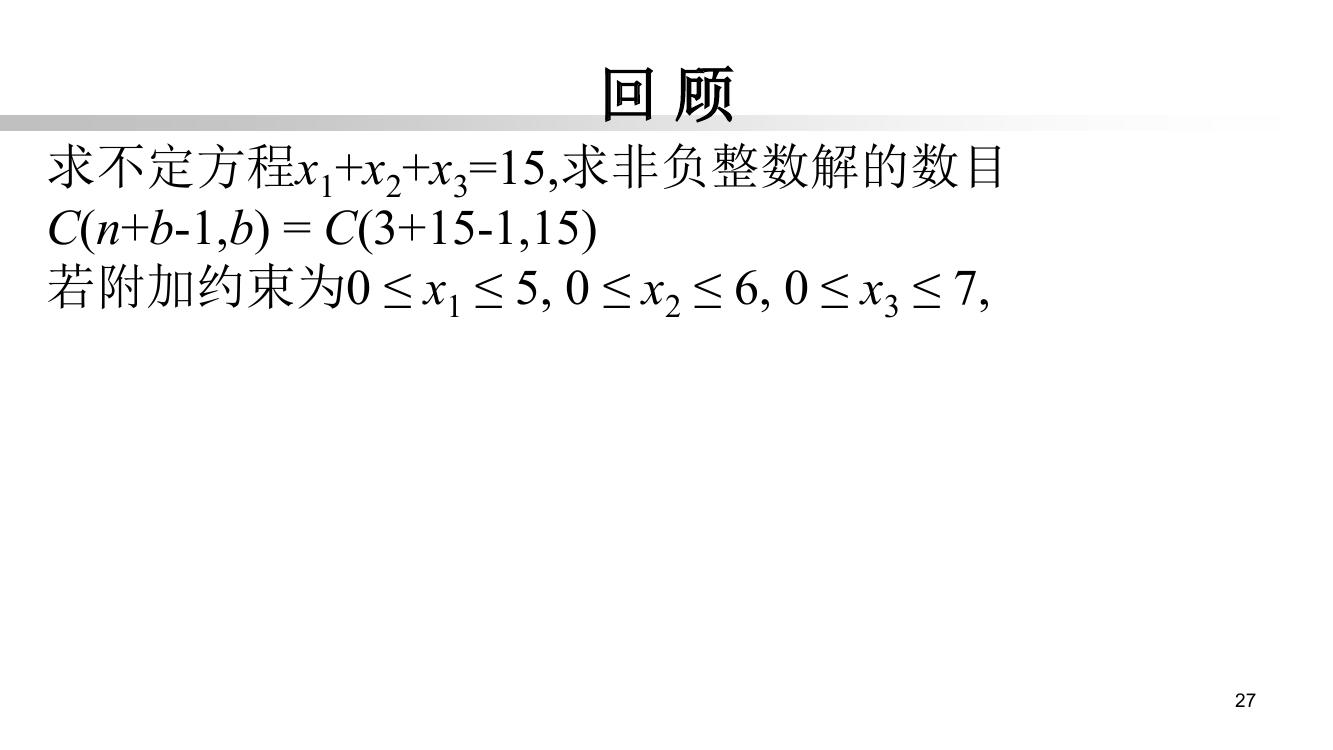 回 顾
求不定方程x₁+x₂+x₃=15,求非负整数解的数目
C(n+b-1,b) = C(3+15-1,15)
若附加约束为0 ≤ x₁ ≤ 5, 0 ≤ x₂ ≤ 6, 0 ≤ x₃ ≤ 7,
27